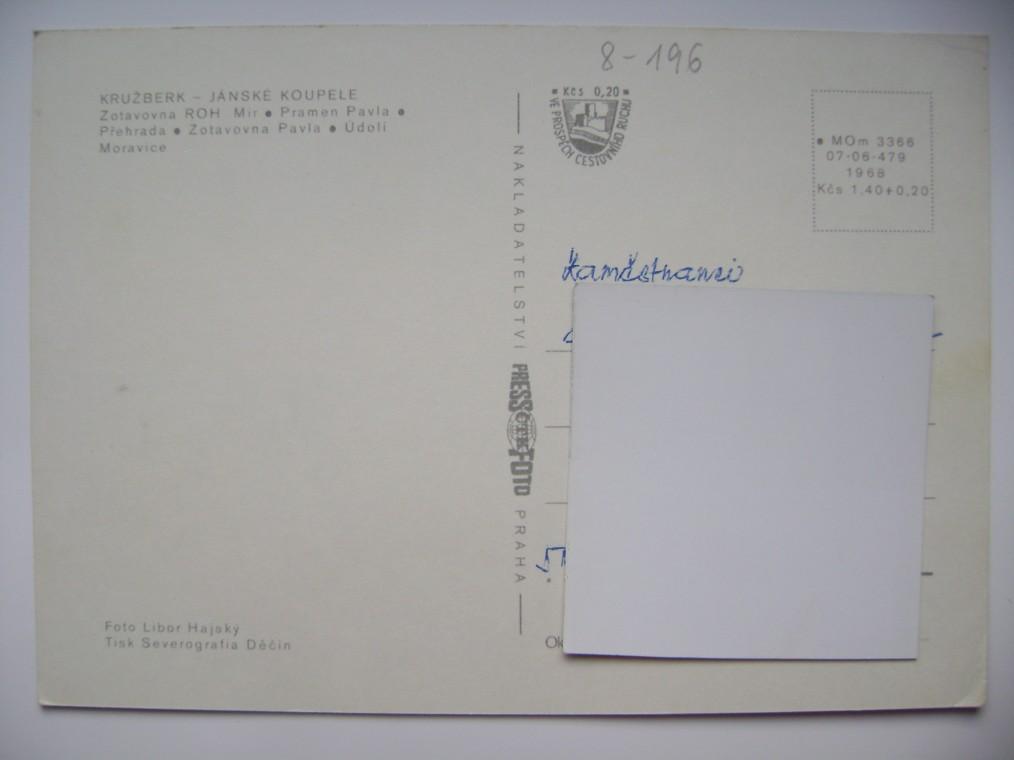 8-196
KRUŽBERK – JÁNSKÉ KOUPELE
Zotavovna ROH Mír ● Pramen Pavla ●
Přehrada ● Zotavovna Pavla ● Údolí
Moravice
Kčs 0,20
VE PROSPĚCH CESTOVNÍHO RUCHU
● MOm 3366
07-06-479
1968
Kčs 1,40+0,20
NAKLADATELSTVÍ PRESSFOTO PRAHA
ČTK
Foto Libor Hajský
Tisk Severografia Děčín